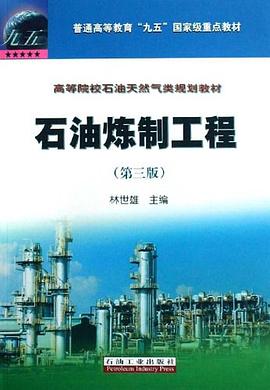 普通高等教育“九五”国家级重点教材
九五
★★★★★
高等院校石油天然气类规划教材
石油炼制工程
（第三版）
林世雄 主编
石油工业出版社
Petroleum Industry Press